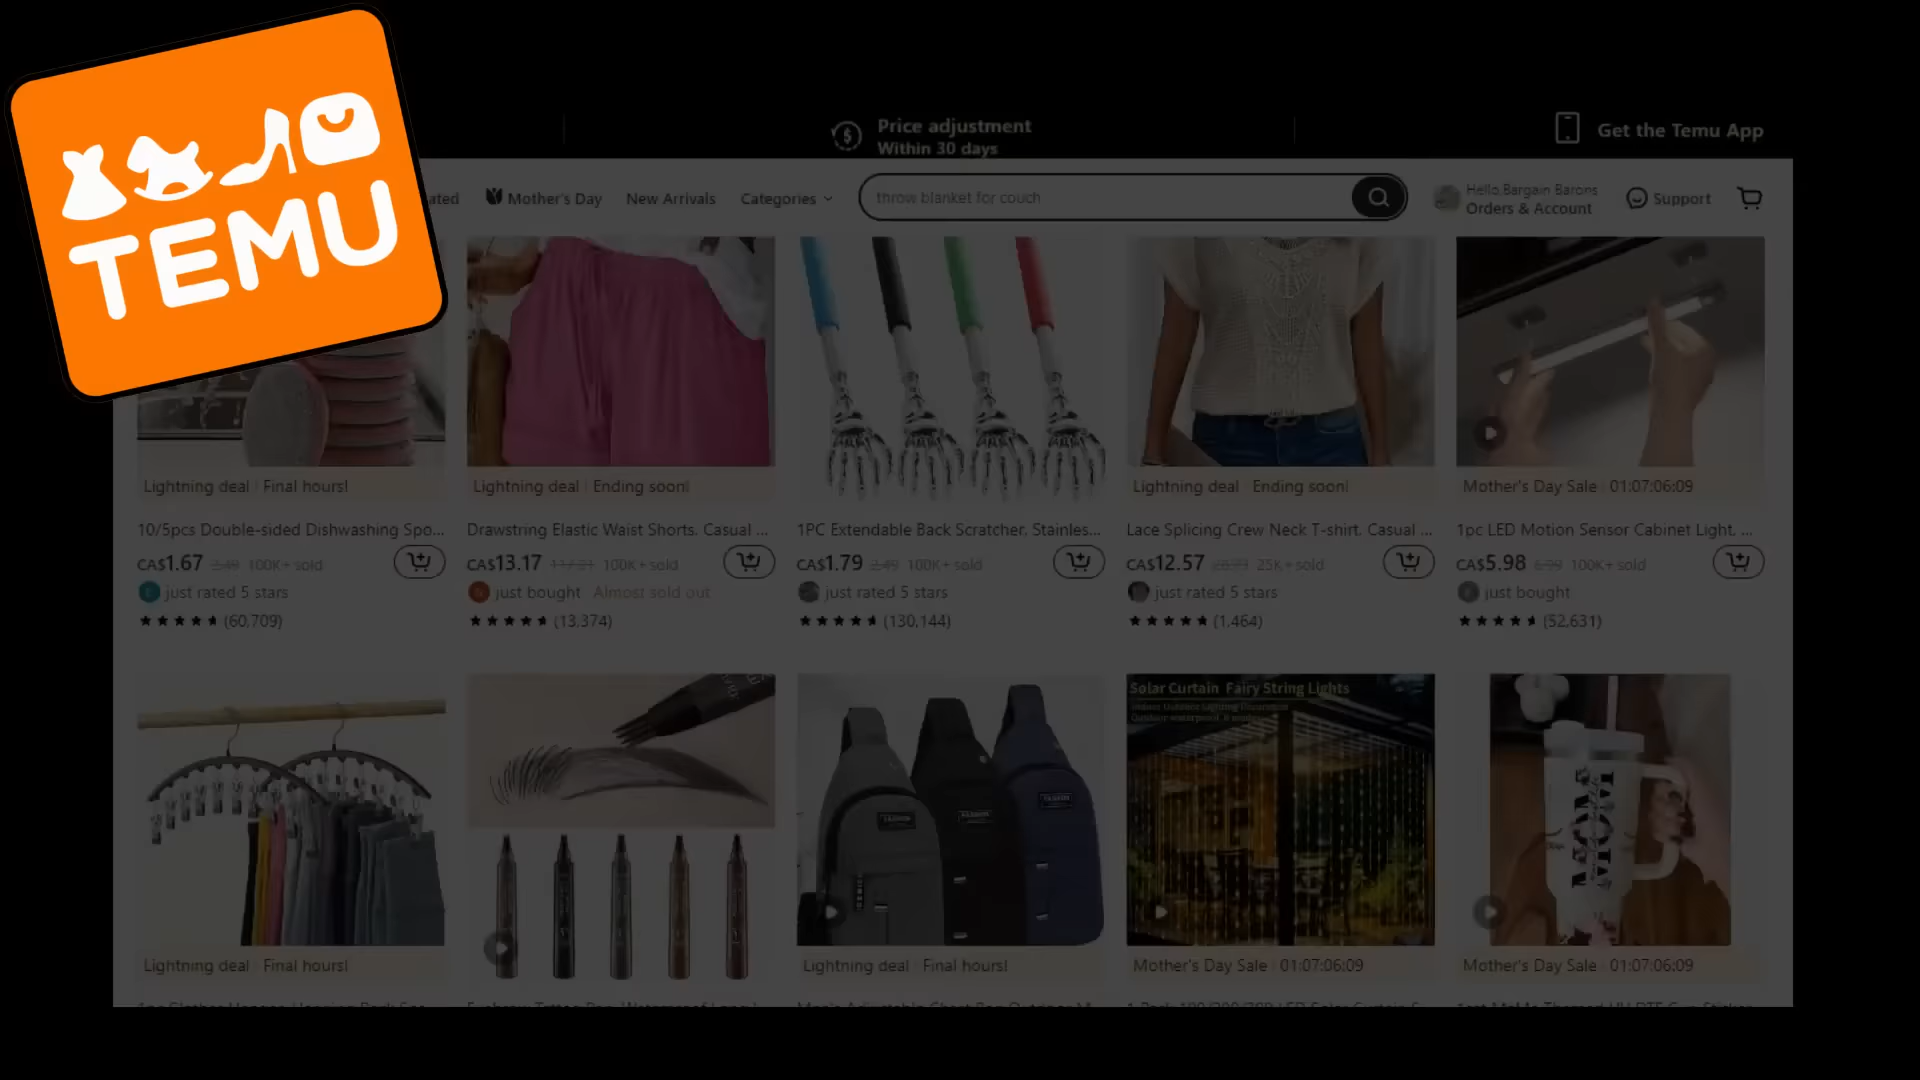 TEMU
Price adjustment
Within 30 days
Get the Temu App
ated
Mother's Day
New Arrivals
Categories
throw blanket for couch
Hello, Bargain Barons
Orders & Account
Support
Lightning deal Final hours!
Lightning deal Ending soon!
Lightning deal Ending soon!
Mother's Day Sale 01:07:06:09
10/5pcs Double-sided Dishwashing Spo...
Drawstring Elastic Waist Shorts, Casual ...
1PC Extendable Back Scratcher, Stainles...
Lace Splicing Crew Neck T-shirt, Casual ...
1pc LED Motion Sensor Cabinet Light, ...
CA$1.67 100K+ sold
CA$13.17 100K+ sold
CA$1.79 100K+ sold
CA$12.57 25K+ sold
CA$5.98 100K+ sold
just rated 5 stars
just bought Almost sold out
just rated 5 stars
just rated 5 stars
just bought
(60,709)
(13,374)
(130,144)
(1,464)
(52,631)
Solar Curtain Fairy String Lights
FASHION
FASHION
FASHION
MOM
MOM
Lightning deal Final hours!
Lightning deal Final hours!
Mother's Day Sale 01:07:06:09
Mother's Day Sale 01:07:06:09